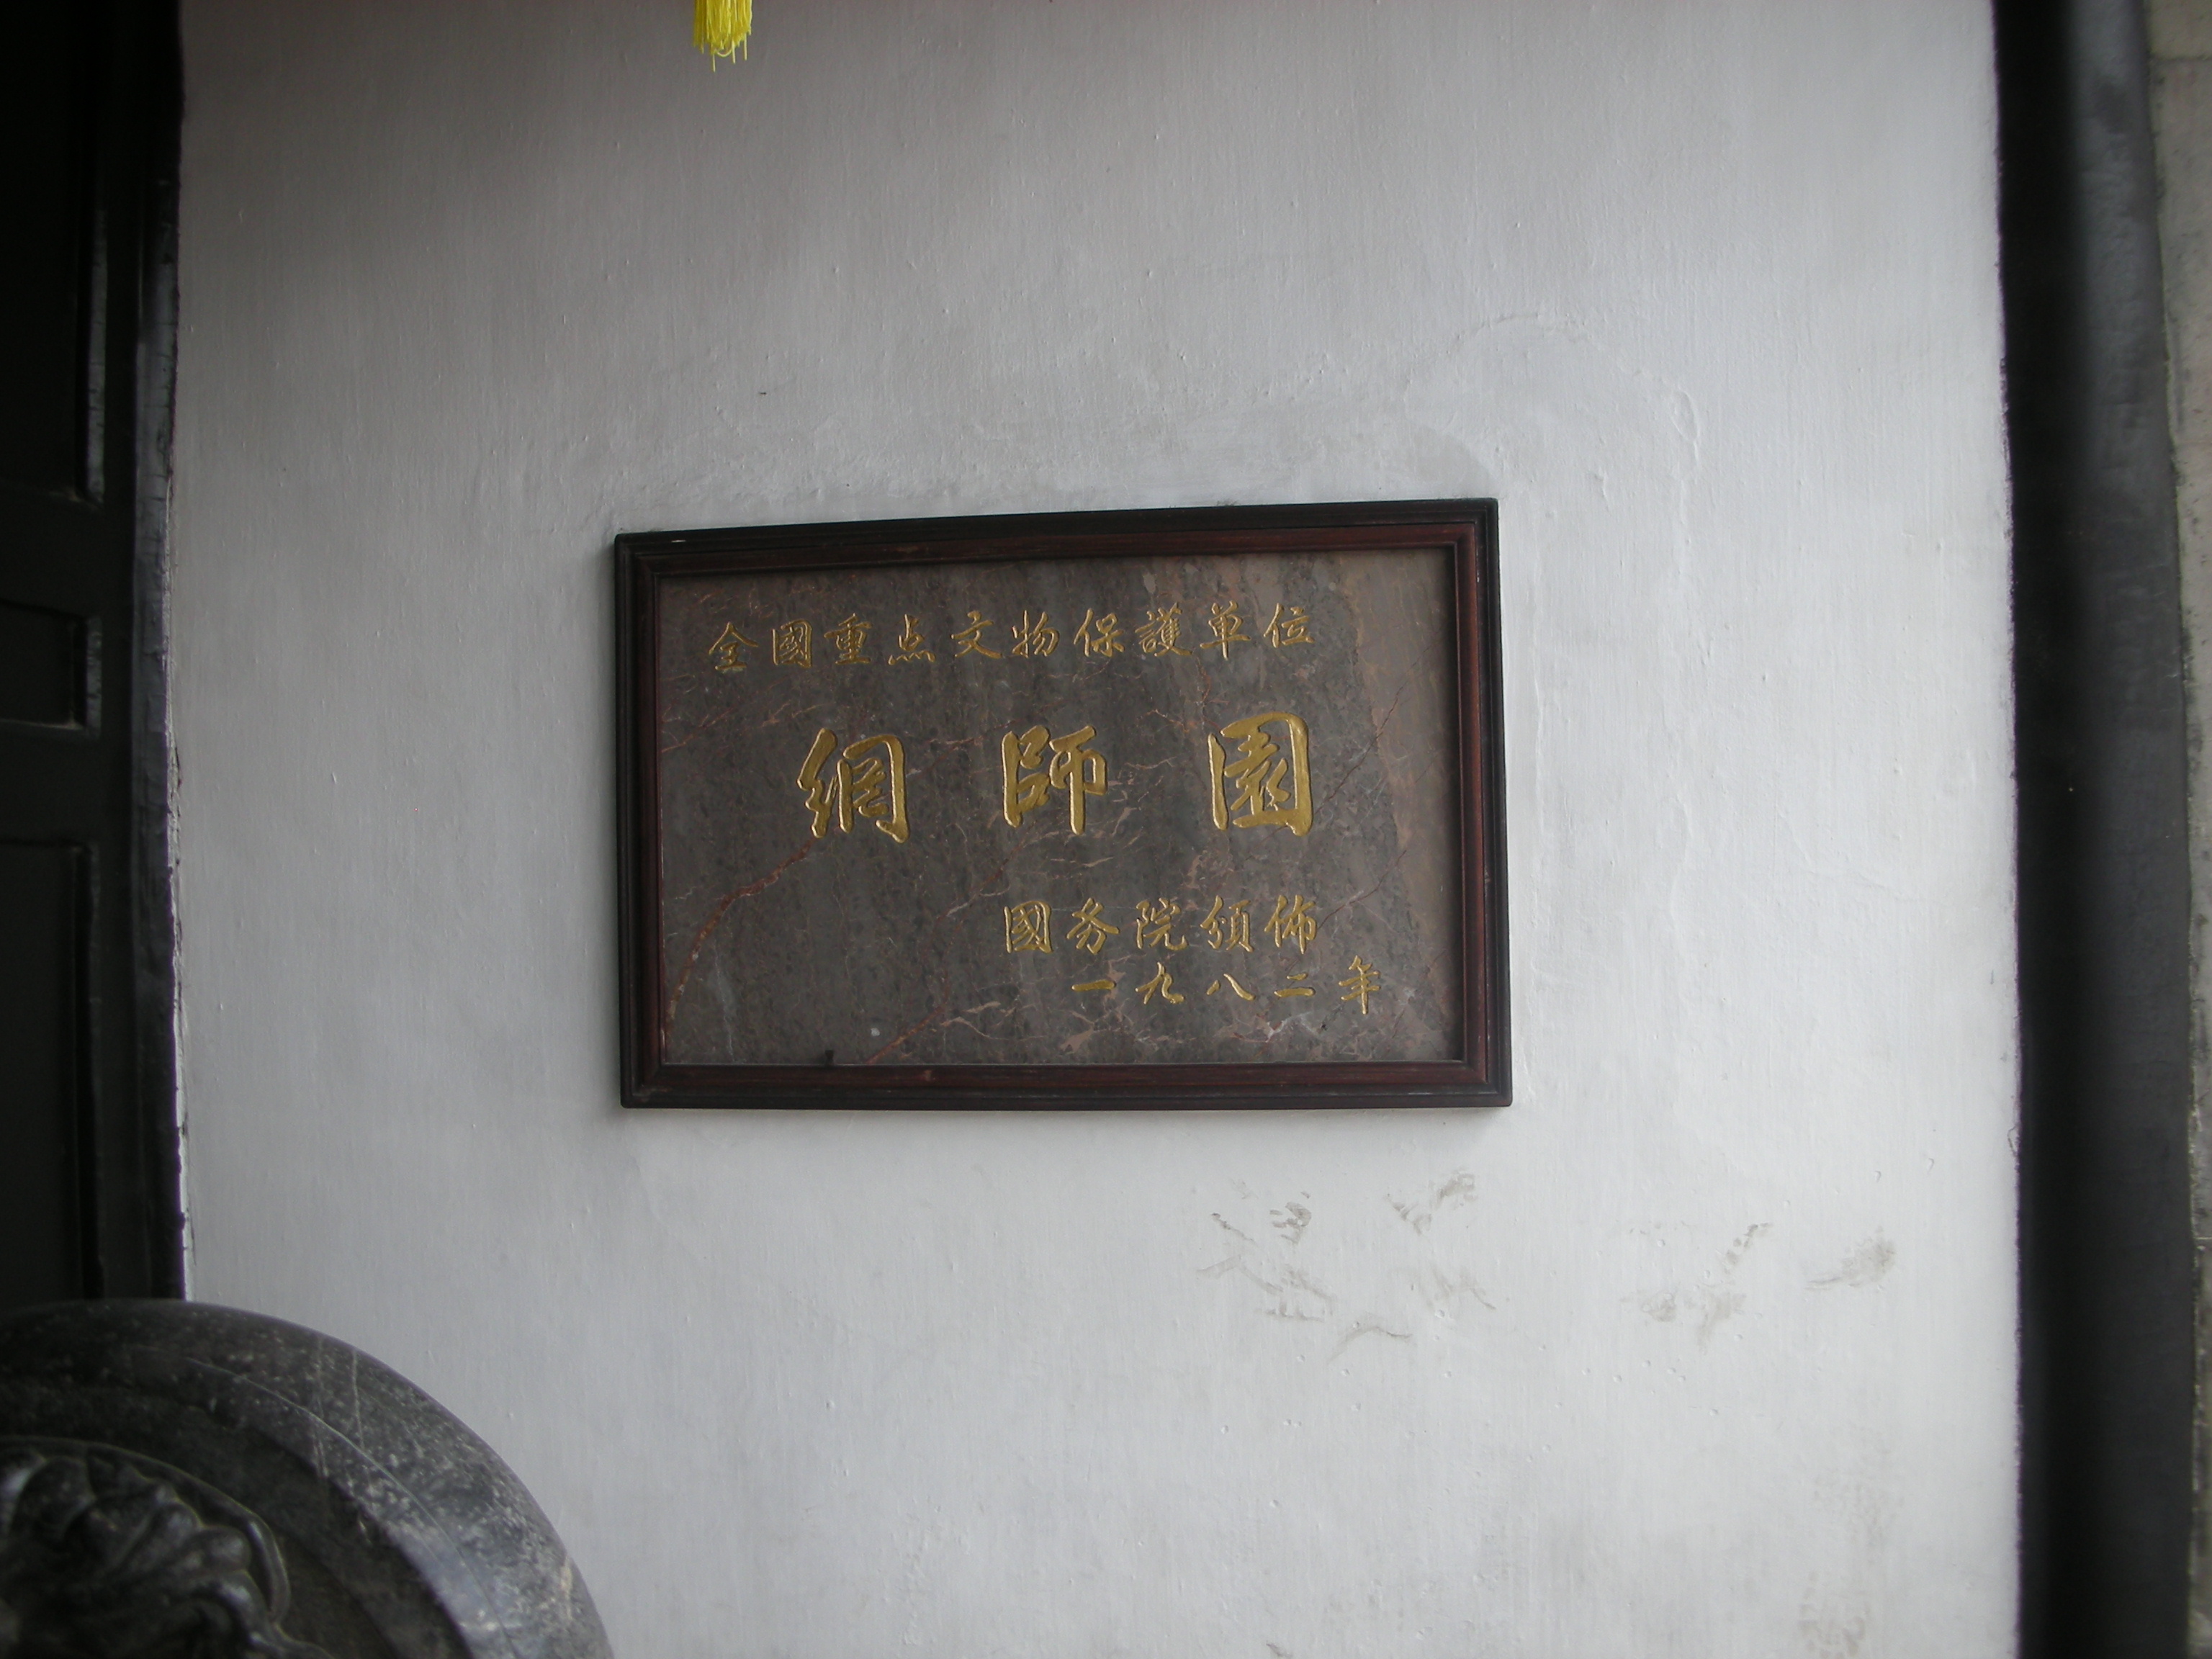 全國重点文物保護单位
網師園
國务院頒佈
一九八二年